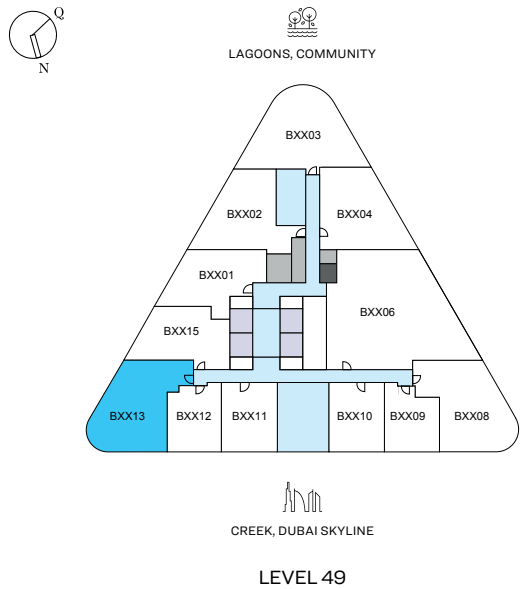 Q
N
LAGOONS, COMMUNITY
BXX03
BXX02
BXX04
BXX01
BXX06
BXX15
BXX13
BXX12
BXX11
BXX10
BXX09
BXX08
CREEK, DUBAI SKYLINE
LEVEL 49